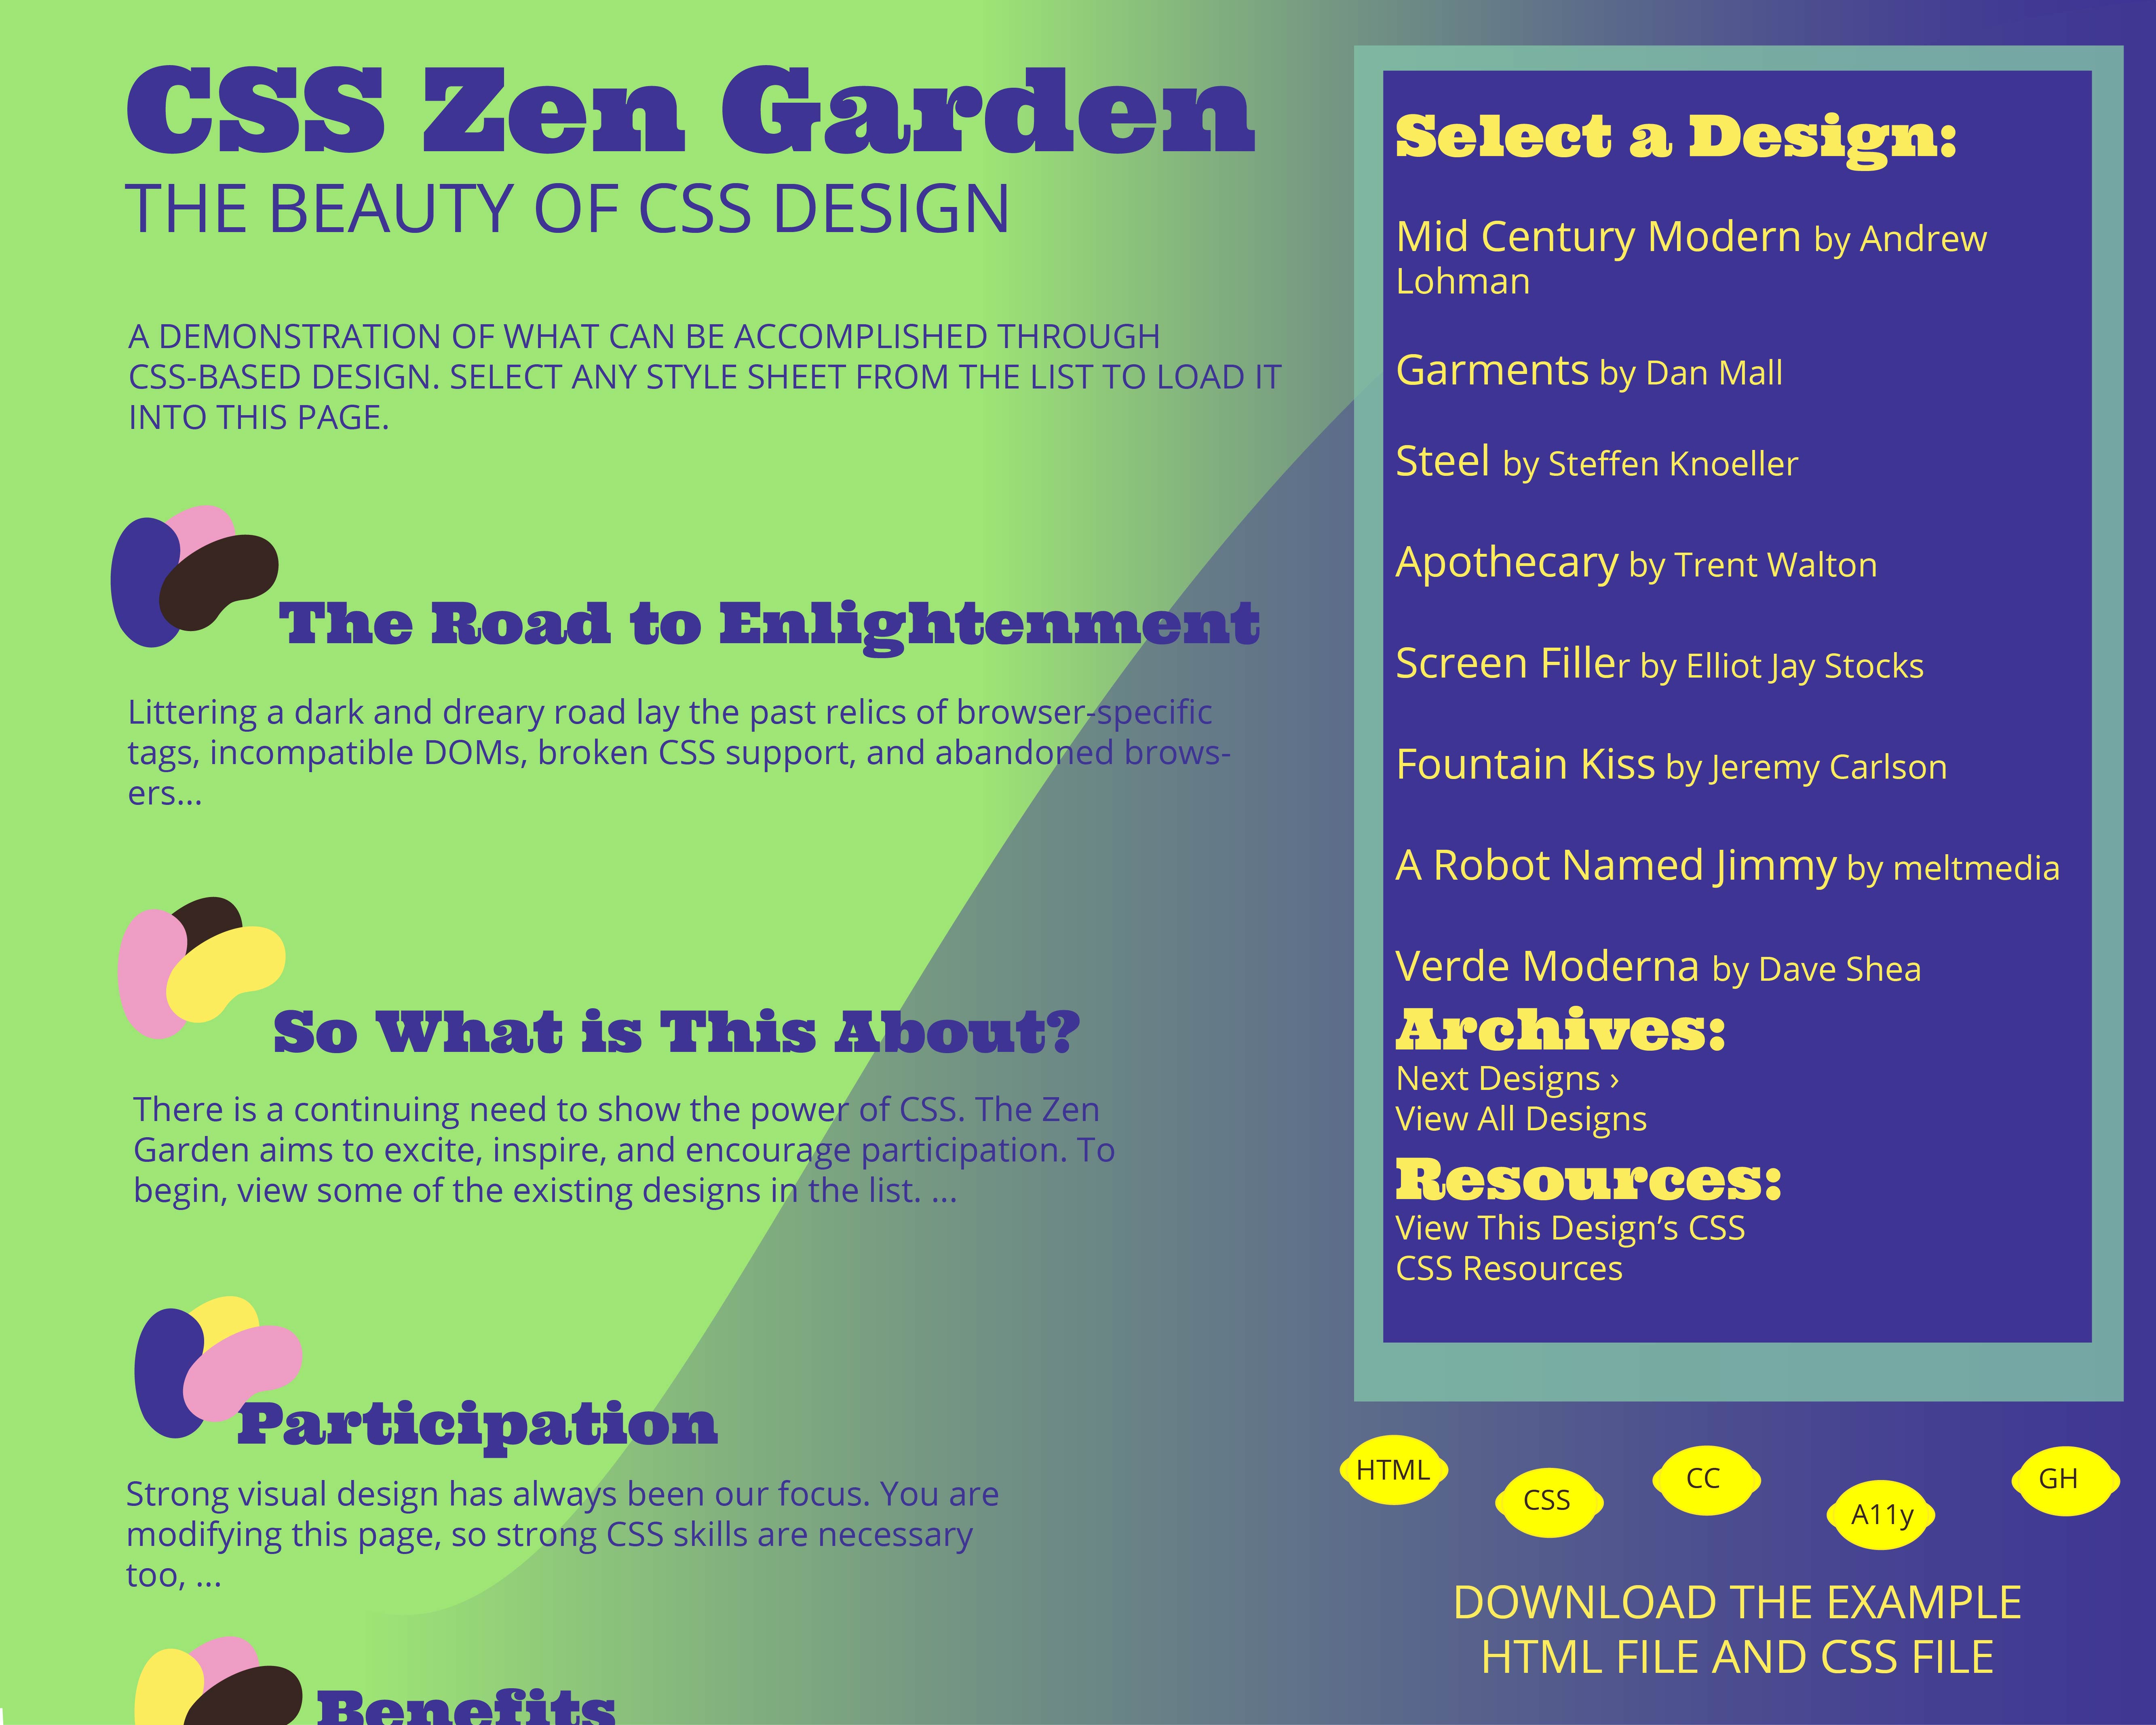 CSS Zen Garden
THE BEAUTY OF CSS DESIGN
A DEMONSTRATION OF WHAT CAN BE ACCOMPLISHED THROUGH
CSS-BASED DESIGN. SELECT ANY STYLE SHEET FROM THE LIST TO LOAD IT
INTO THIS PAGE.
The Road to Enlightenment
Littering a dark and dreary road lay the past relics of browser-specific
tags, incompatible DOMs, broken CSS support, and abandoned brows-
ers...
So What is This About?
There is a continuing need to show the power of CSS. The Zen
Garden aims to excite, inspire, and encourage participation. To
begin, view some of the existing designs in the list. ...
Participation
Strong visual design has always been our focus. You are
modifying this page, so strong CSS skills are necessary
too, ...
Benefits
Select a Design:
Mid Century Modern by Andrew
Lohman
Garments by Dan Mall
Steel by Steffen Knoeller
Apothecary by Trent Walton
Screen Filler by Elliot Jay Stocks
Fountain Kiss by Jeremy Carlson
A Robot Named Jimmy by meltmedia
Verde Moderna by Dave Shea
Archives:
Next Designs ›
View All Designs
Resources:
View This Design’s CSS
CSS Resources
HTML
CSS
CC
A11y
GH
DOWNLOAD THE EXAMPLE
HTML FILE AND CSS FILE